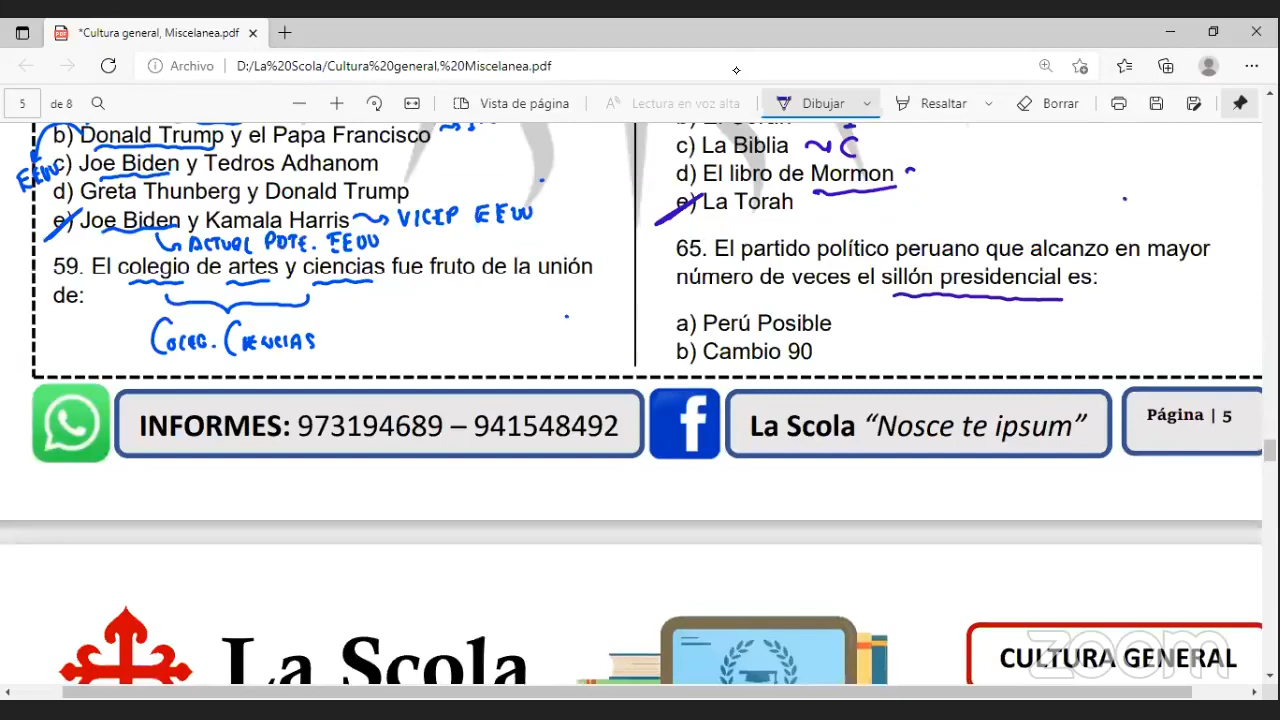 *Cultura general, Miscelanea.pdf
Archivo D:/La%20Scola/Cultura%20general,%20Miscelanea.pdf
5 de 8 Vista de página Lectura en voz alta Dibujar Resaltar Borrar
b) Donald Trump y el Papa Francisco
EEUU
c) Joe Biden y Tedros Adhanom
d) Greta Thunberg y Donald Trump
e) Joe Biden y Kamala Harris VICEP EEUU
ACTUAL PDTE. EEUU
59. El colegio de artes y ciencias fue fruto de la unión
de:
COLEG. CIENCIAS
c) La Biblia C
d) El libro de Mormon
e) La Torah
65. El partido político peruano que alcanzo en mayor
número de veces el sillón presidencial es:
a) Perú Posible
b) Cambio 90
INFORMES: 973194689 – 941548492
La Scola “Nosce te ipsum”
Página | 5
La Scola
CULTURA GENERAL
zoom